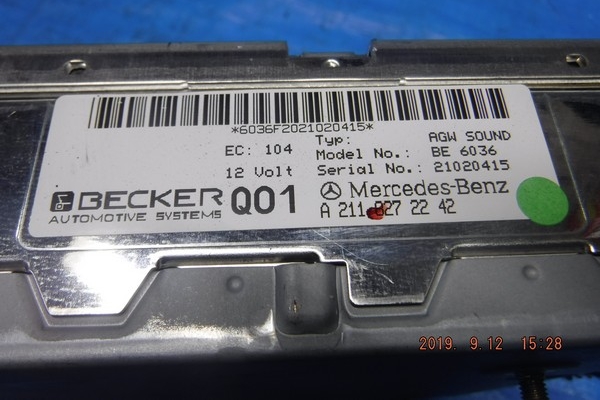 *6036F2021020415*
Typ: AGW SOUND
EC: 104 Model No.: BE 6036
12 Volt Serial No.: 21020415
BECKER Q01 Mercedes-Benz
AUTOMOTIVE SYSTEMS A 211 827 22 42
2019. 9.12 15:28